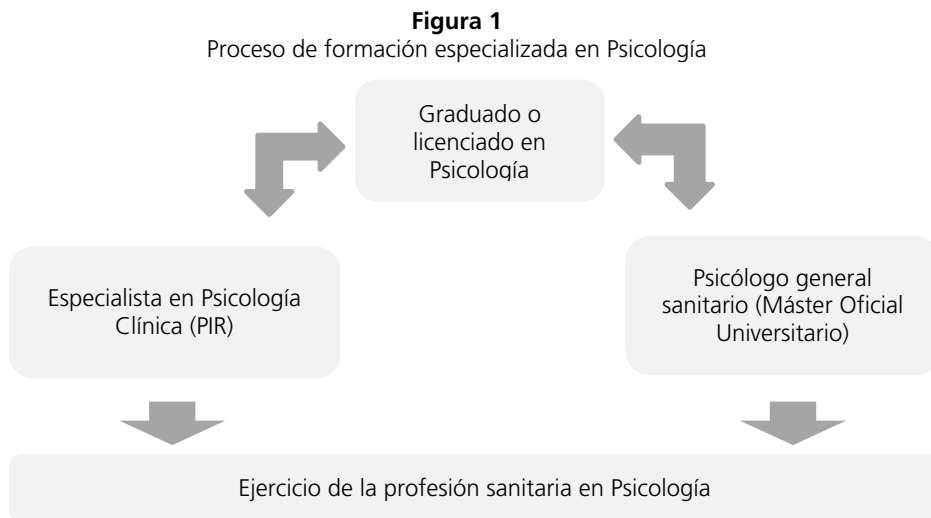 Figura 1
Proceso de formación especializada en Psicología
Graduado o
licenciado en
Psicología
Especialista en Psicología
Clínica (PIR)
Psicólogo general
sanitario (Máster Oficial
Universitario)
Ejercicio de la profesión sanitaria en Psicología